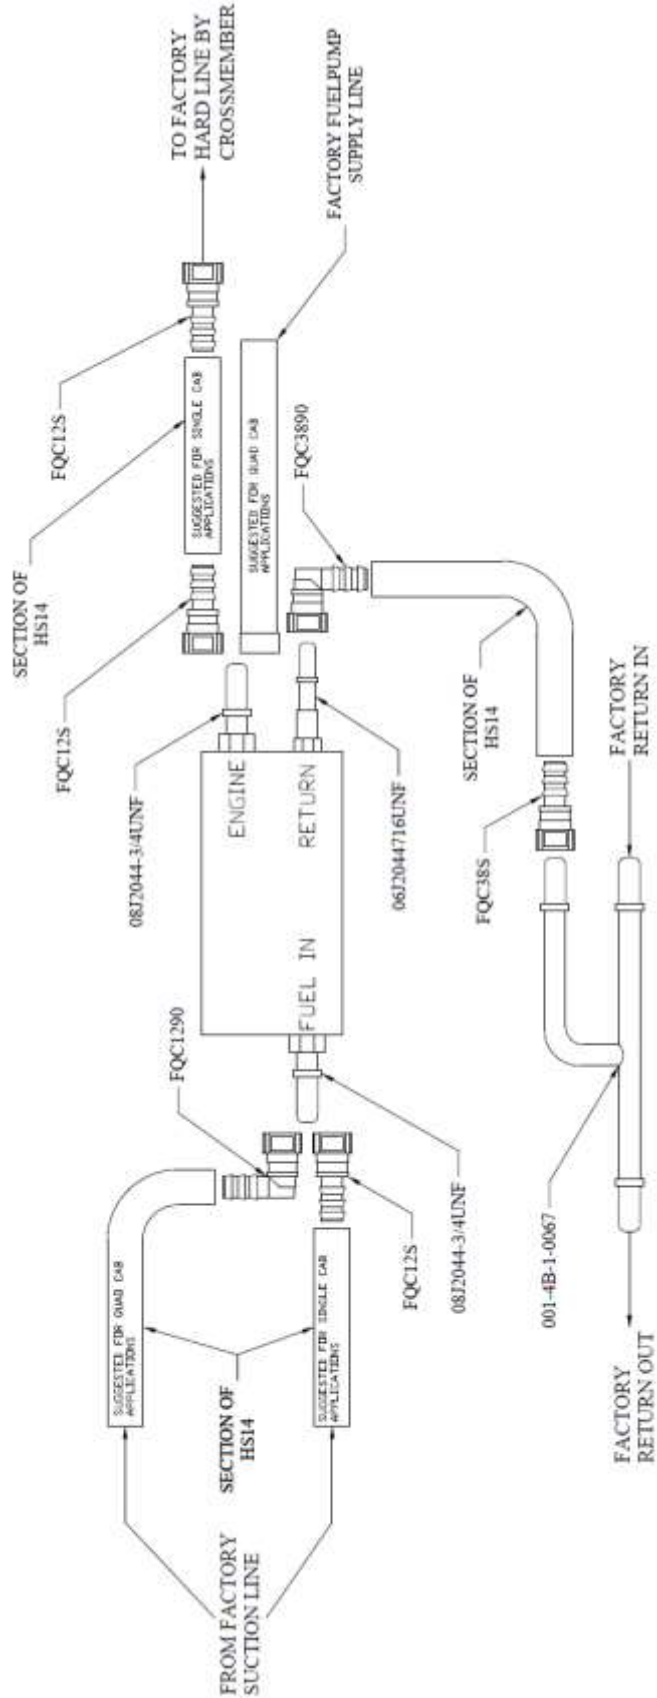 FROM FACTORY
SUCTION LINE
SUGGESTED FOR QUAD CAB
APPLICATIONS
SECTION OF
HS14
SUGGESTED FOR SINGLE CAB
APPLICATIONS
FQC1290
FQC12S
08J2044-3/4UNF
FUEL IN
ENGINE
RETURN
08J2044-3/4UNF
06J2044716UNF
FQC12S
SECTION OF
HS14
SUGGESTED FOR SINGLE CAB
APPLICATIONS
FQC12S
TO FACTORY
HARD LINE BY
CROSSMEMBER
SUGGESTED FOR QUAD CAB
APPLICATIONS
FACTORY FUELPUMP
SUPPLY LINE
FQC3890
SECTION OF
HS14
FQC38S
001-4B-1-0067
FACTORY
RETURN OUT
FACTORY
RETURN IN